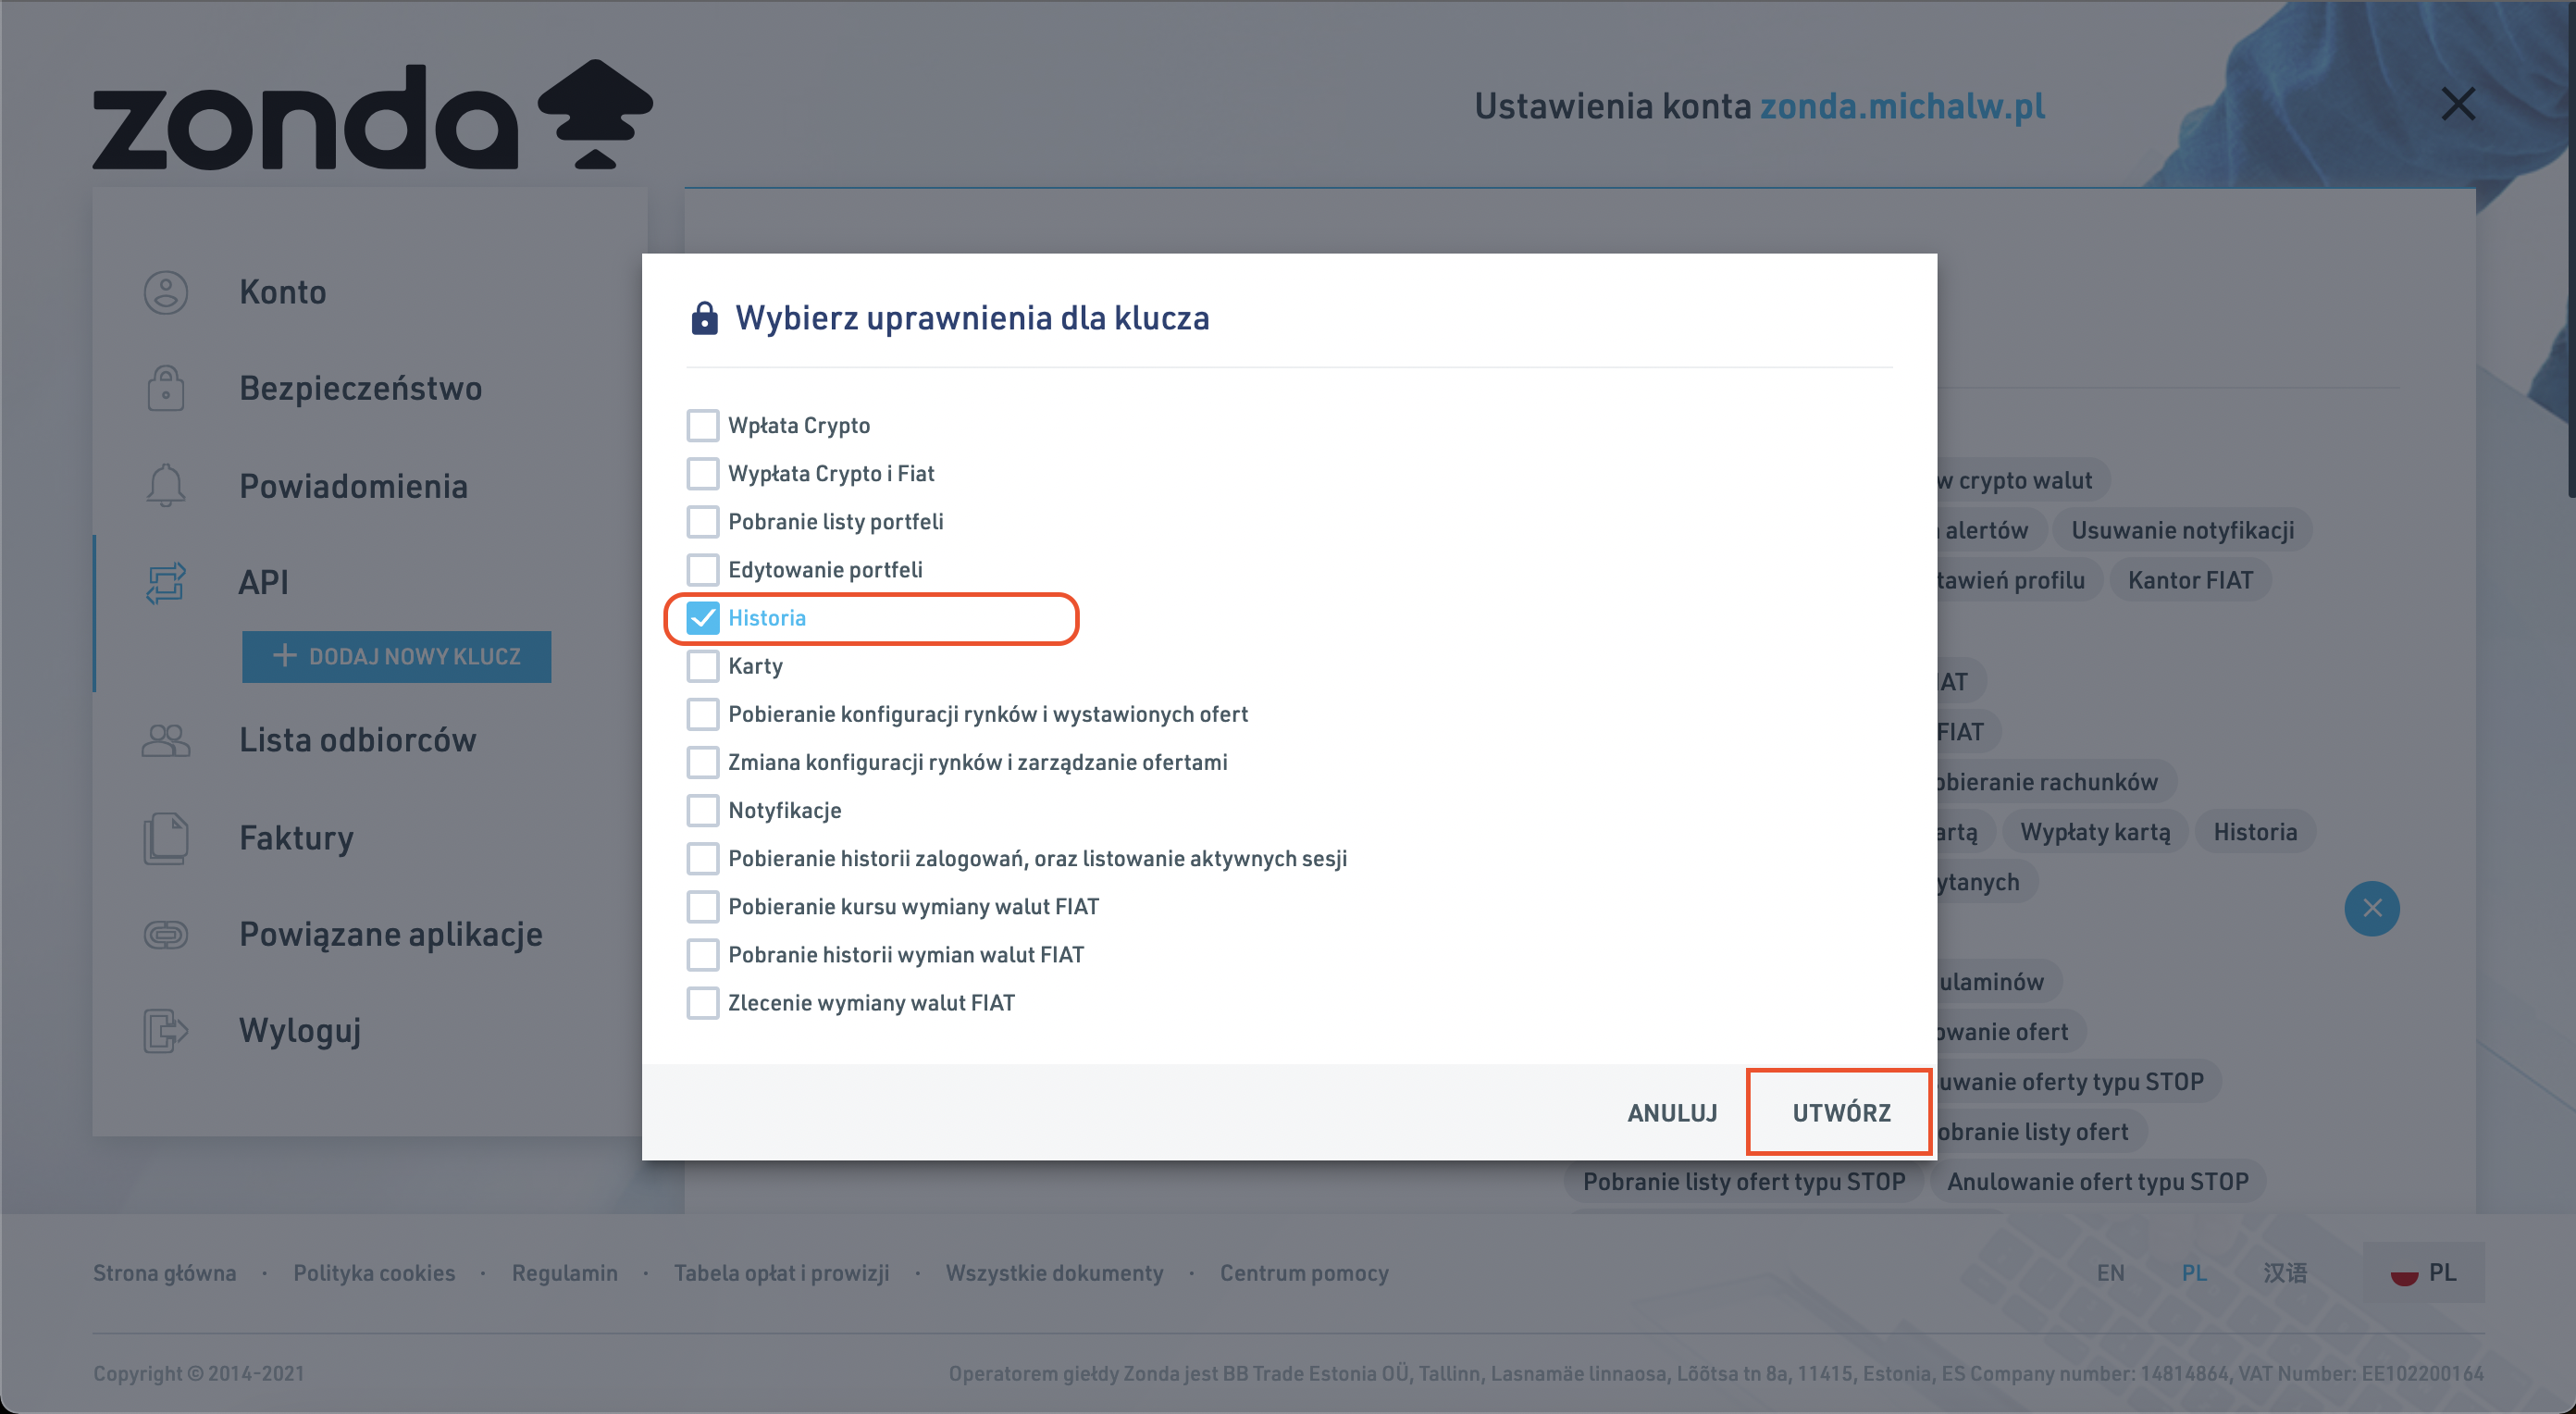 zonda
Ustawienia konta zonda.michalw.pl
Konto
Bezpieczeństwo
Powiadomienia
API
+ DODAJ NOWY KLUCZ
Lista odbiorców
Faktury
Powiązane aplikacje
Wyloguj
Wybierz uprawnienia dla klucza
Wpłata Crypto
Wypłata Crypto i Fiat
Pobranie listy portfeli
Edytowanie portfeli
Historia
Karty
Pobieranie konfiguracji rynków i wystawionych ofert
Zmiana konfiguracji rynków i zarządzanie ofertami
Notyfikacje
Pobieranie historii zalogowań, oraz listowanie aktywnych sesji
Pobieranie kursu wymiany walut FIAT
Pobranie historii wymian walut FIAT
Zlecenie wymiany walut FIAT
ANULUJ UTWÓRZ
w crypto walut
alertów Usuwanie notyfikacji
tawień profilu Kantor FIAT
IAT
FIAT
obieranie rachunków
artą Wypłaty kartą Historia
ytanych
ulaminów
owanie ofert
uwanie oferty typu STOP
obranie listy ofert
Pobranie listy ofert typu STOP Anulowanie ofert typu STOP
Strona główna · Polityka cookies · Regulamin · Tabela opłat i prowizji · Wszystkie dokumenty · Centrum pomocy EN PL 汉语 PL
Copyright © 2014-2021 Operatorem giełdy Zonda jest BB Trade Estonia OÜ, Tallinn, Lasnamäe linnaosa, Lõõtsa tn 8a, 11415, Estonia, ES Company number: 14814864, VAT Number: EE102200164